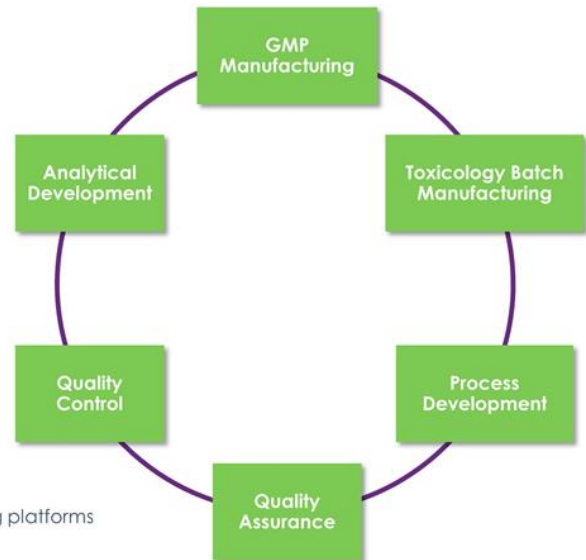 GMP
Manufacturing
Toxicology Batch
Manufacturing
Process
Development
Quality
Assurance
Quality
Control
Analytical
Development
platforms